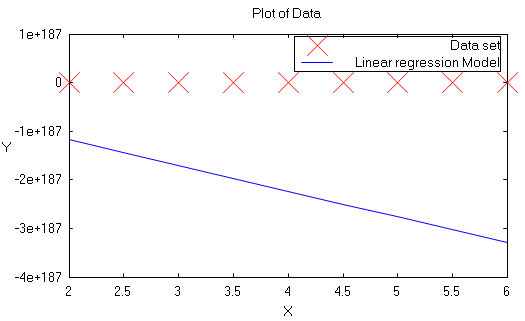 Plot of Data
1e+187
Data set
Linear regression Model
0
-1e+187
Y
-2e+187
-3e+187
-4e+187
2 2.5 3 3.5 4 4.5 5 5.5 6
X